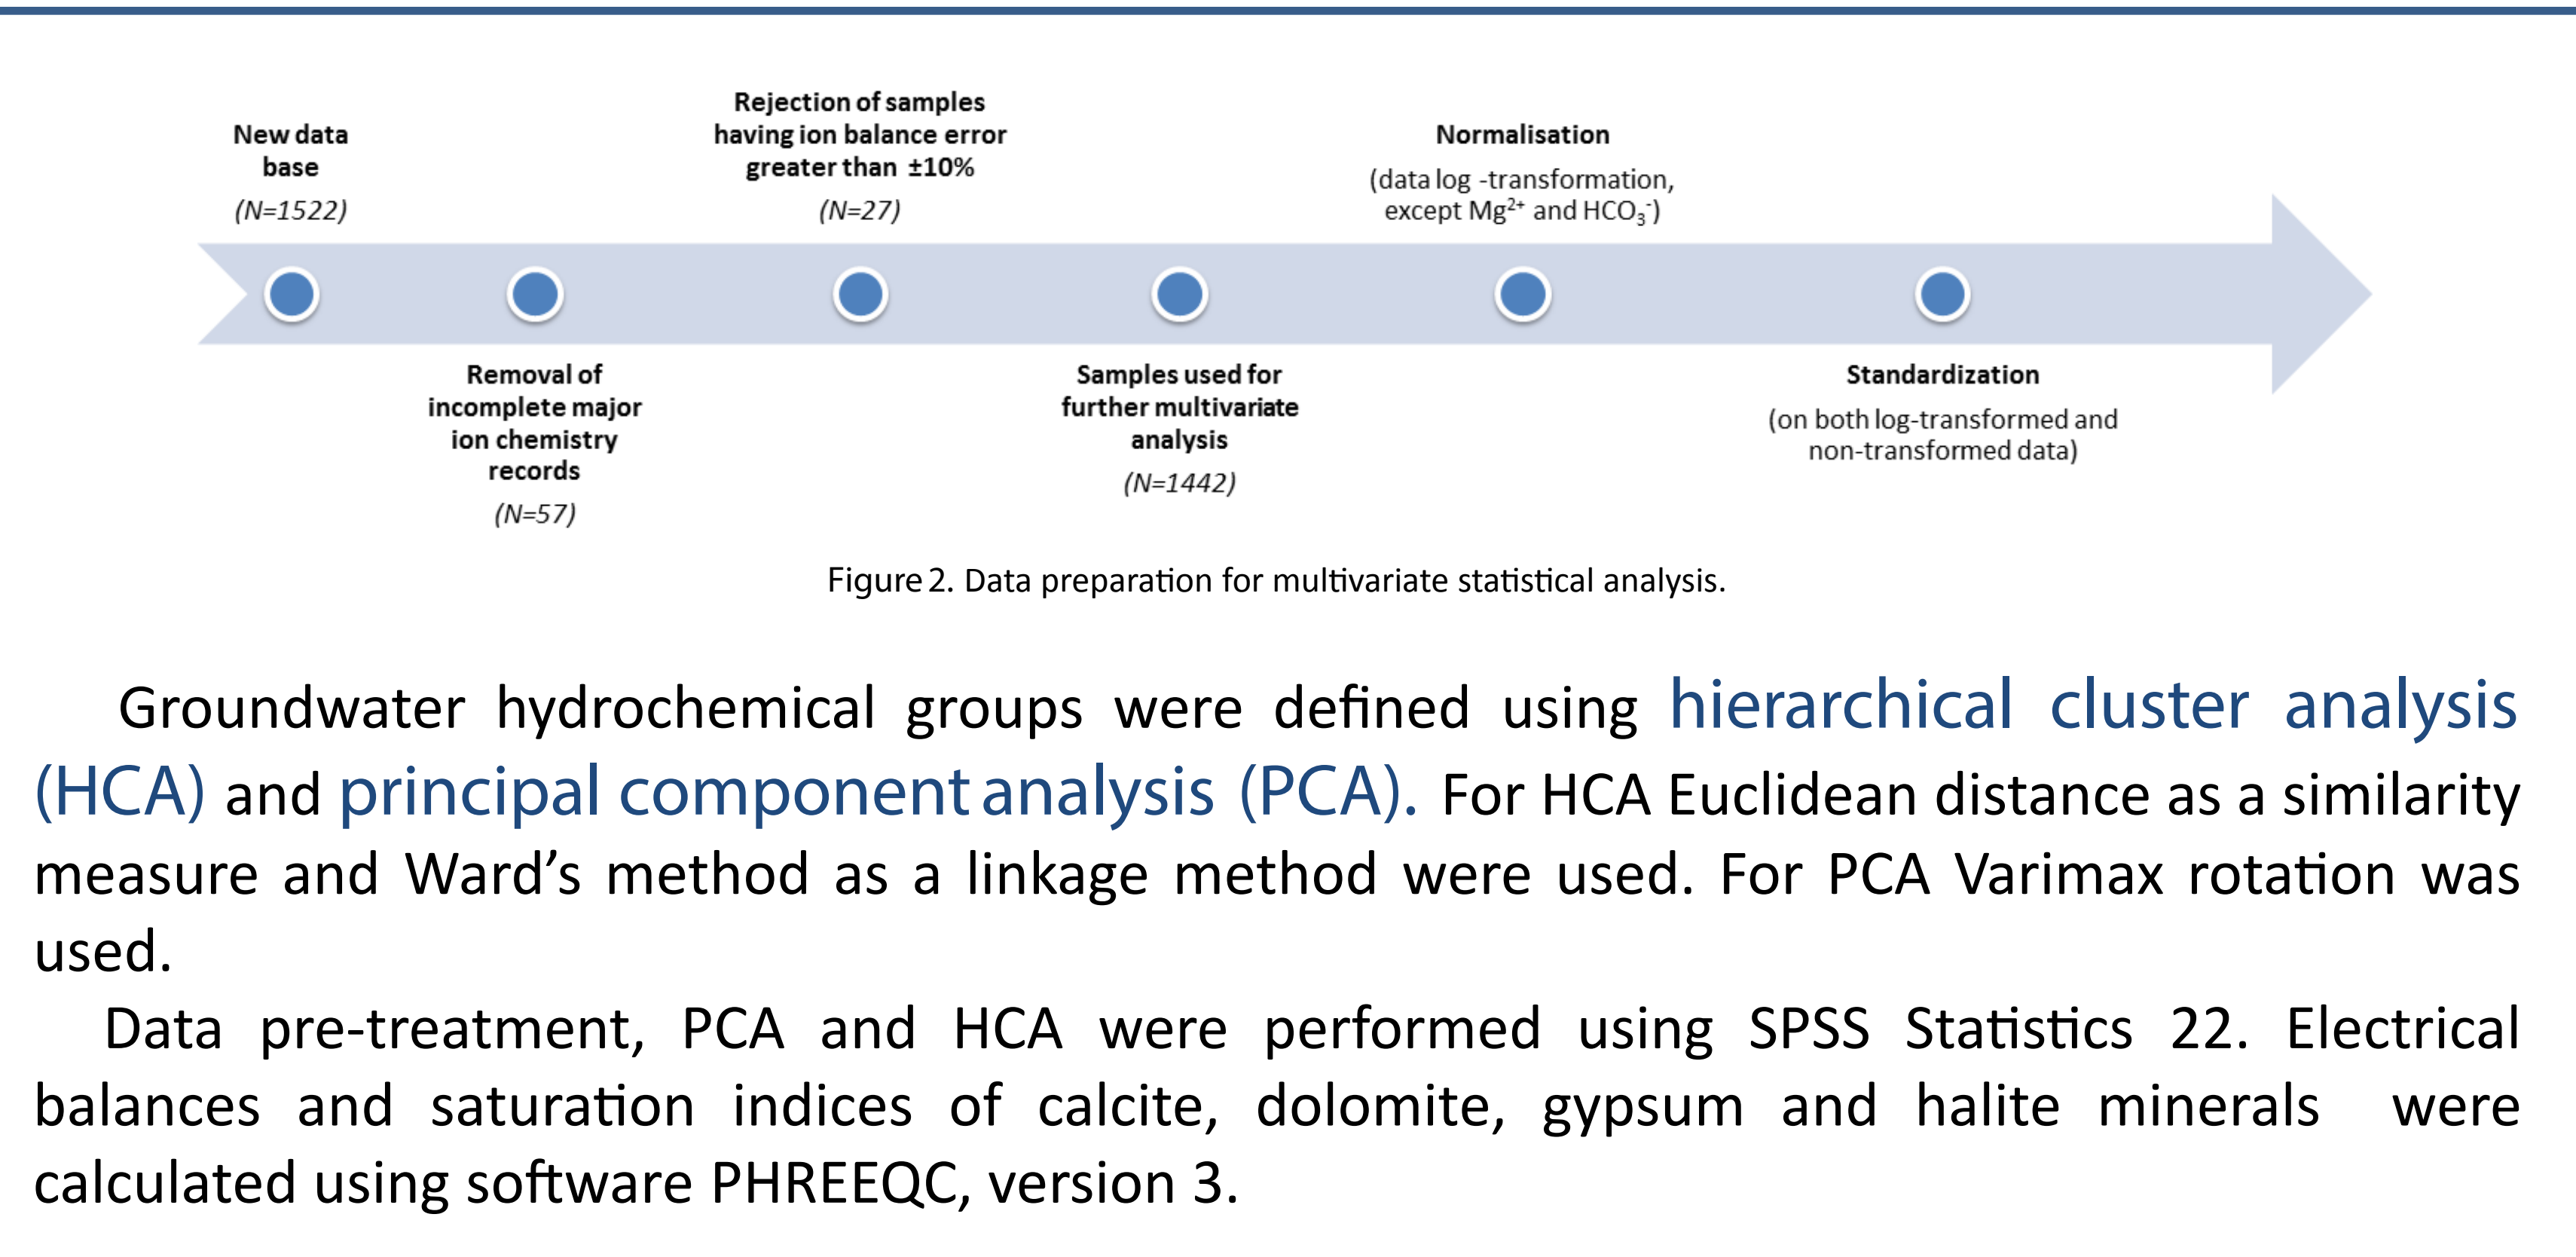 New data
base
(N=1522)
Removal of
incomplete major
ion chemistry
records
(N=57)
Rejection of samples
having ion balance error
greater than ±10%
(N=27)
Samples used for
further multivariate
analysis
(N=1442)
Normalisation
(data log -transformation,
except Mg²⁺ and HCO₃⁻)
Standardization
(on both log-transformed and
non-transformed data)
Figure 2. Data preparation for multivariate statistical analysis.
Groundwater hydrochemical groups were defined using hierarchical cluster analysis
(HCA) and principal component analysis (PCA). For HCA Euclidean distance as a similarity
measure and Ward’s method as a linkage method were used. For PCA Varimax rotation was
used.
Data pre-treatment, PCA and HCA were performed using SPSS Statistics 22. Electrical
balances and saturation indices of calcite, dolomite, gypsum and halite minerals were
calculated using software PHREEQC, version 3.